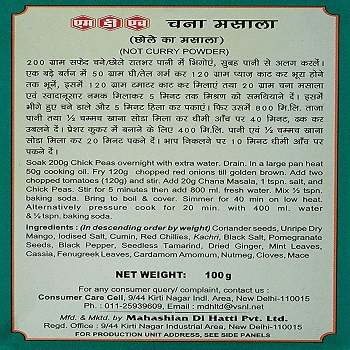 एम डी एच चना मसाला
(छोले का मसाला)
(NOT CURRY POWDER)
200 ग्राम सफेद चने/छोले रातभर पानी में भिगोऐं, सुबह पानी से अलग करलें।
एक बड़े बर्तन में 50 ग्राम घी/तेल गर्म कर 120 ग्राम प्याज काट कर भूरा होने
तक भूनें, इसमें 120 ग्राम टमाटर काट कर मिलाऐं तथा 20 ग्राम चना मसाला
एवं स्वादानुसार नमक मिलाकर 5 मिनट तक मिश्रण को समयियाने दें। इसमें
भीगे हुए चने डालें और 5 मिनट हिला कर पकाऐं। फिर उसमें 800 मि.लि. ताजा
पानी तथा ½ चम्मच खाना सोडा मिला कर धीमी आँच पर 40 मिनट, ढक कर
उबलने दें। प्रेशर कुकर में बनाने के लिए 400 मि.लि. पानी एवं ½ चम्मच खाना
सोडा मिला कर 20 मिनट पकने दें। भाप निकलने पर 10 मिनट धीमी आँच पर
पकने दें।
Soak 200g Chick Peas overnight with extra water. Drain. In a large pan heat
50g cooking oil. Fry 120g chopped red onions till golden brown. Add two
chopped tomatoes (120g) and stir. Add 20g Chana Masala, 1 tspn. salt, and
Chick Peas. Stir for 5 minutes then add 800 ml. fresh water. Mix ½ tspn.
baking soda. Bring to boil & cover. Simmer for 40 min on low heat.
Alternatively pressure cook for 20 min. with 400 ml. water
& ½ tspn. baking soda.
Ingredients : (In descending order by weight) Coriander seeds, Unripe Dry
Mango, Iodised Salt, Cumin, Red Chillies, Kachri, Black Salt, Pomegranate
Seeds, Black Pepper, Seedless Tamarind, Dried Ginger, Mint Leaves,
Cassia, Fenugreek Leaves, Cardamom Amomum, Nutmeg, Cloves, Mace
NET WEIGHT: 100g
For any consumer query/ complaint, contact :
Consumer Care Cell, 9/44 Kirti Nagar Indl. Area, New Delhi-110015
Ph. : 011-25939609, Email : mdhltd@vsnl.net
Mfd. & Mktd. by Mahashian Di Hatti Pvt. Ltd.
Regd. Office : 9/44 Kirti Nagar Industrial Area, New Delhi-110015
FOR PRODUCTION UNIT ADDRESS, SEE ON THIS SIDE PANEL.